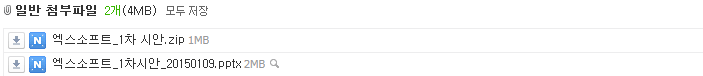 일반 첨부파일 2개(4MB) 모두 저장
N 엑스소프트_1차 시안.zip 1MB
N 엑스소프트_1차시안_20150109.pptx 2MB